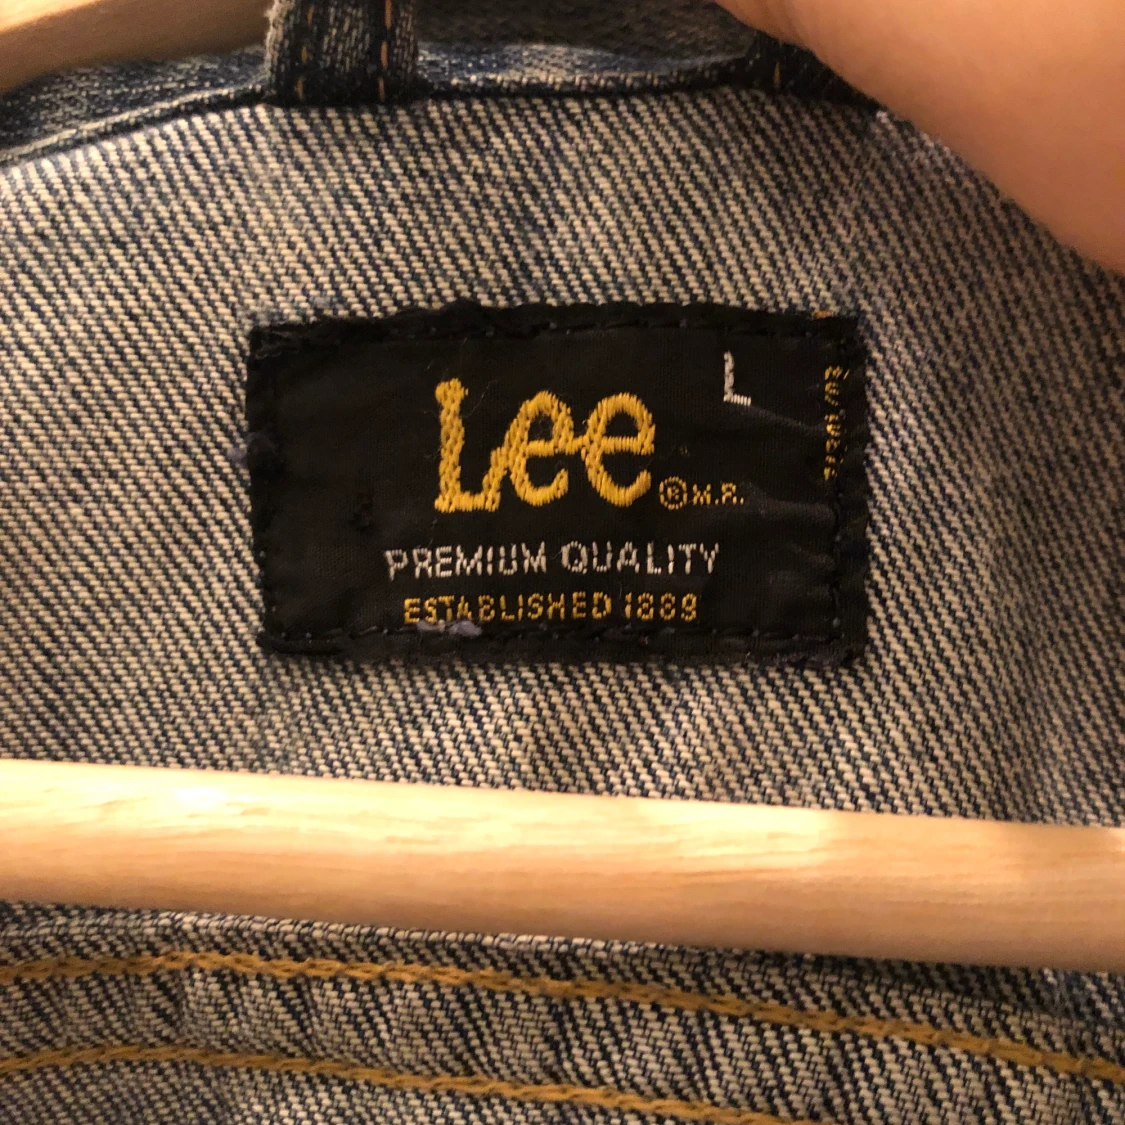 L
Lee ® M.R.
PREMIUM QUALITY
ESTABLISHED 1889